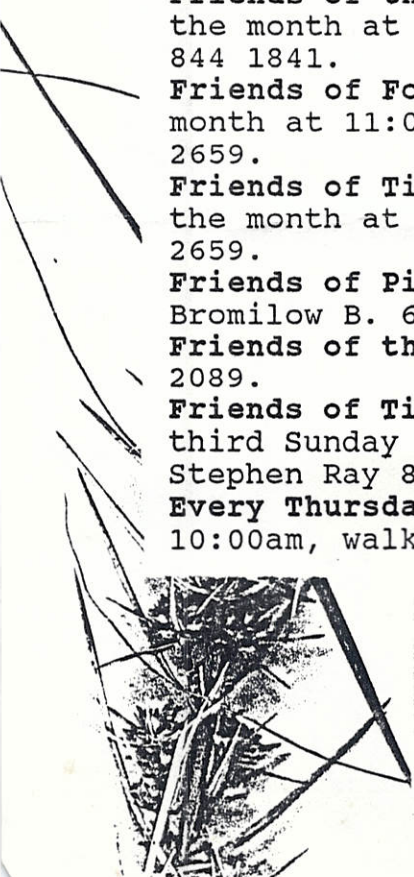 the month at
844 1841.
Friends of Fo
month at 11:0
2659.
Friends of Ti
the month at
2659.
Friends of Pi
Bromilow B. 6
Friends of th
2089.
Friends of Ti
third Sunday
Stephen Ray 8
Every Thursda
10:00am, walk